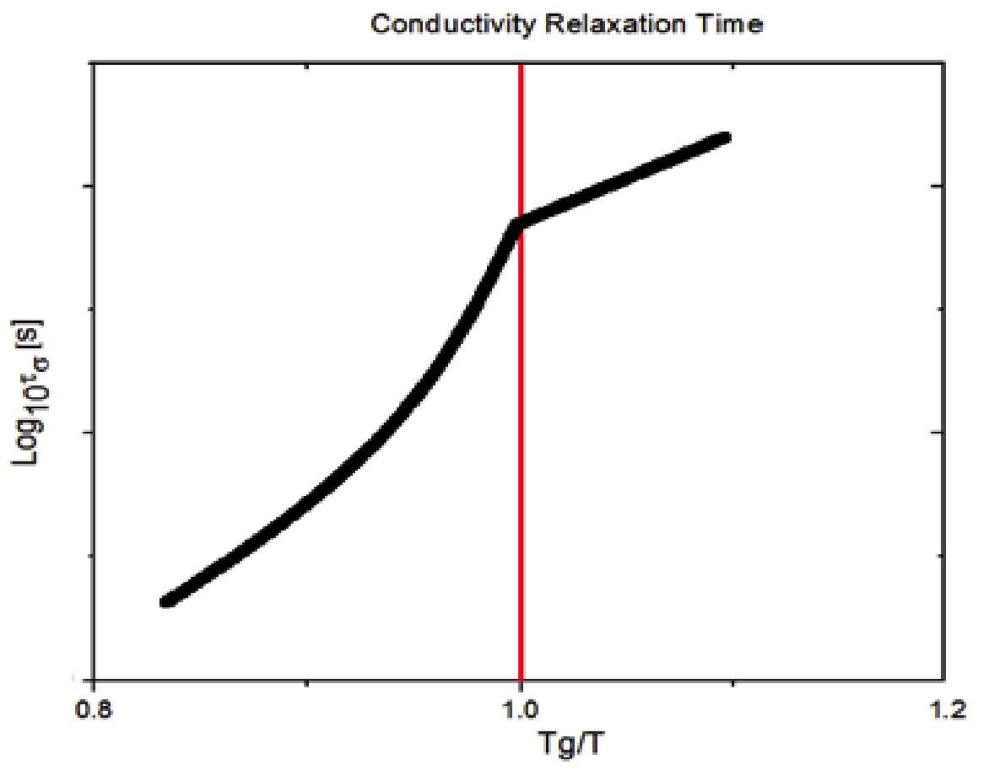 Conductivity Relaxation Time
Log10τσ[s]
0.8
1.0
1.2
Tg/T